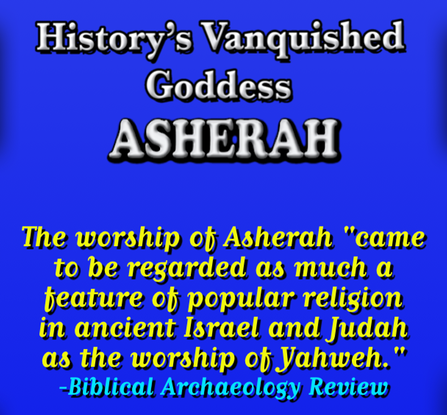 History's Vanquished
Goddess
ASHERAH
The worship of Asherah "came
to be regarded as much a
feature of popular religion
in ancient Israel and Judah
as the worship of Yahweh."
-Biblical Archaeology Review